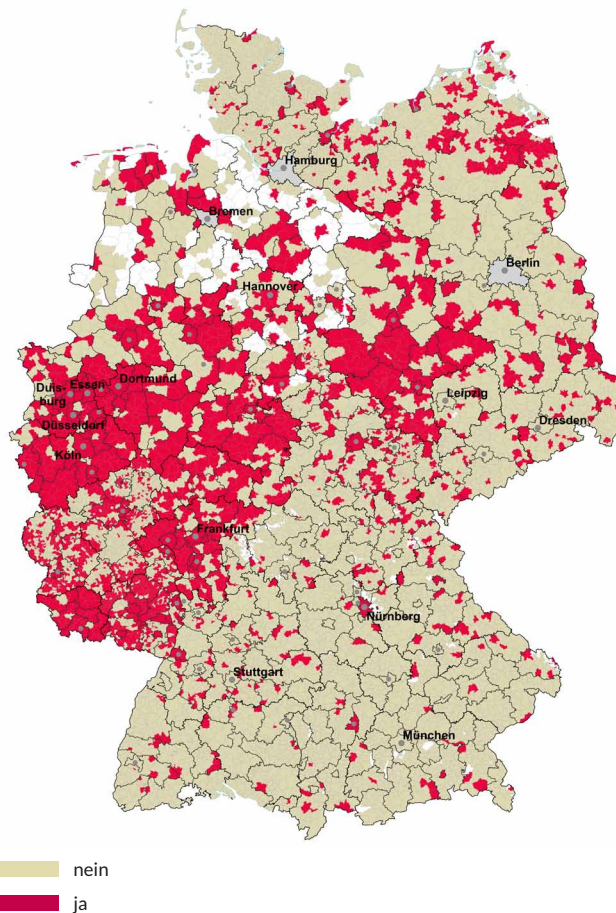 Hamburg
Bremen
Berlin
Hannover
Dortmund
Duis-
burg
Essen
Leipzig
Düsseldorf
Dresden
Köln
Frankfurt
Nürnberg
Stuttgart
München
nein
ja